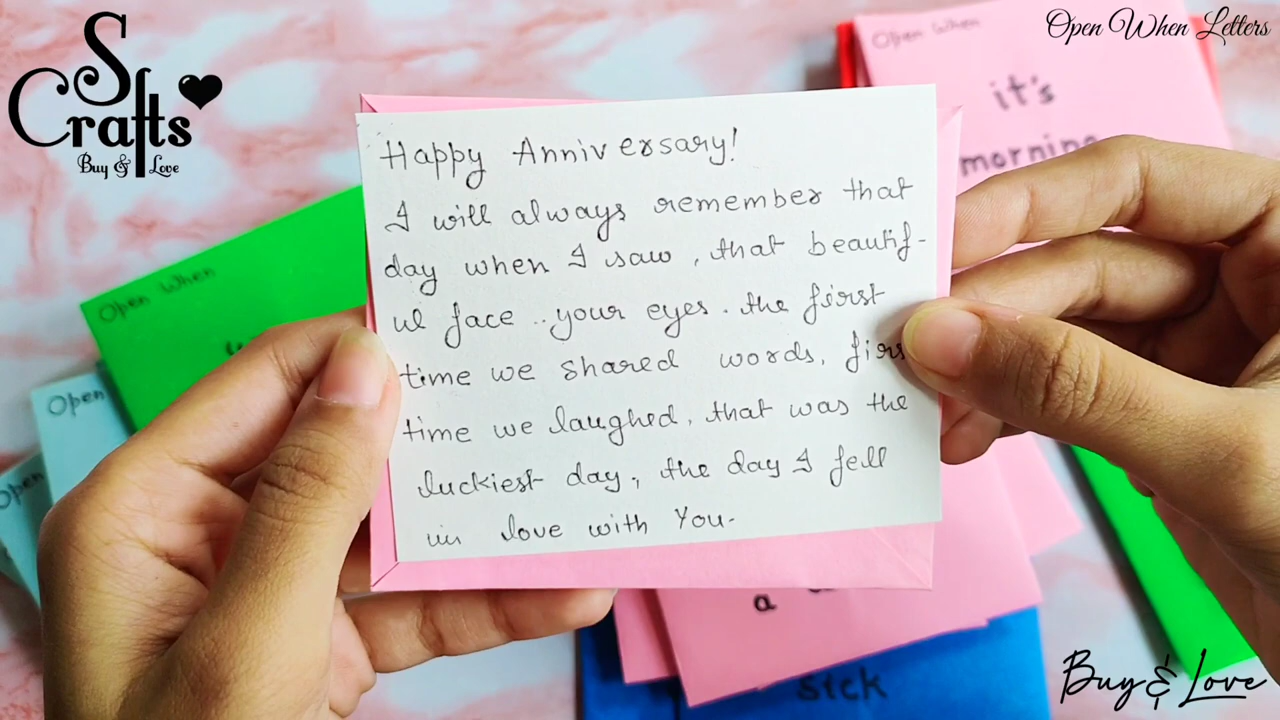 S
Crafts
Buy & Love
Open When Letters
Open When
it's
morning
Happy Anniversary!
I will always remember that
day when I saw , that beautif-
ul face .. your eyes . the first
time we shared words, firs
time we laughed, that was the
luckiest day, the day I fell
in love with You.
Open When
Open
Open
a
sick
Buy & Love